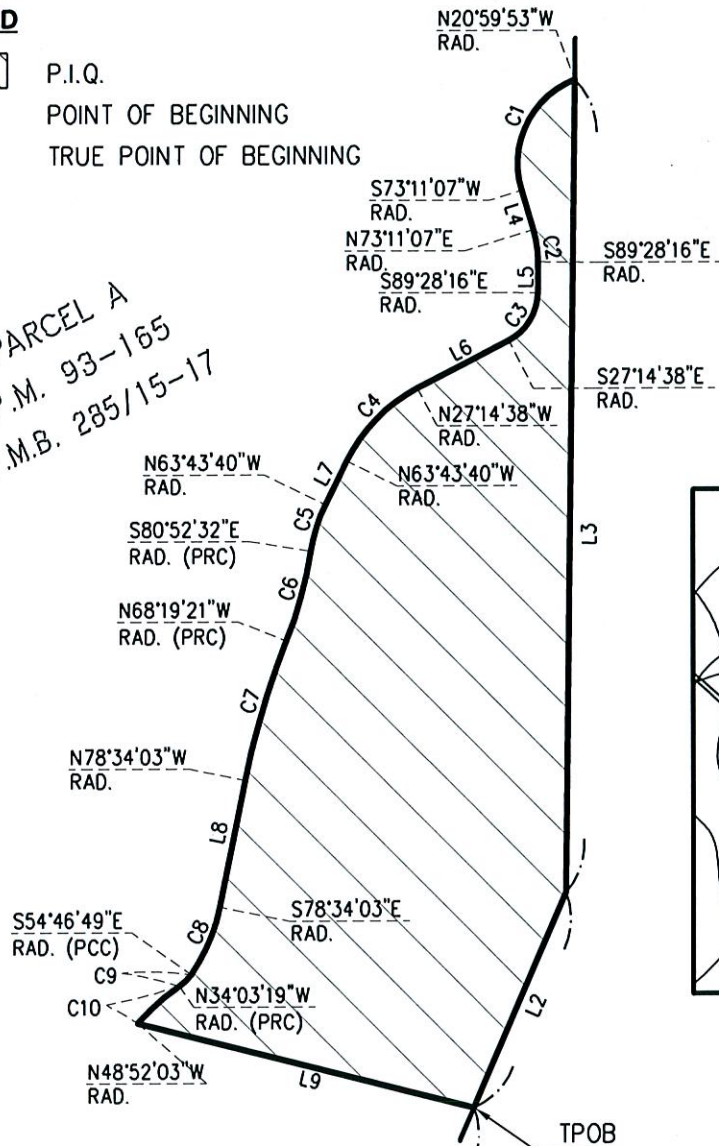 D
P.I.Q.
POINT OF BEGINNING
TRUE POINT OF BEGINNING
PARCEL A
P.M. 93-165
.M.B. 285/15-17
N20°59'53"W
RAD.
C1
S73°11'07"W
RAD.
L4
N73°11'07"E
RAD.
C2
S89°28'16"E
RAD.
S89°28'16"E
RAD.
L5
C3
L6
S27°14'38"E
RAD.
C4
N27°14'38"W
RAD.
N63°43'40"W
RAD.
L7
N63°43'40"W
RAD.
C5
S80°52'32"E
RAD. (PRC)
L3
C6
N68°19'21"W
RAD. (PRC)
C7
N78°34'03"W
RAD.
L8
S78°34'03"E
RAD.
S54°46'49"E
RAD. (PCC)
C8
C9
N34°03'19"W
RAD. (PRC)
C10
L2
N48°52'03"W
RAD.
L9
TPOB